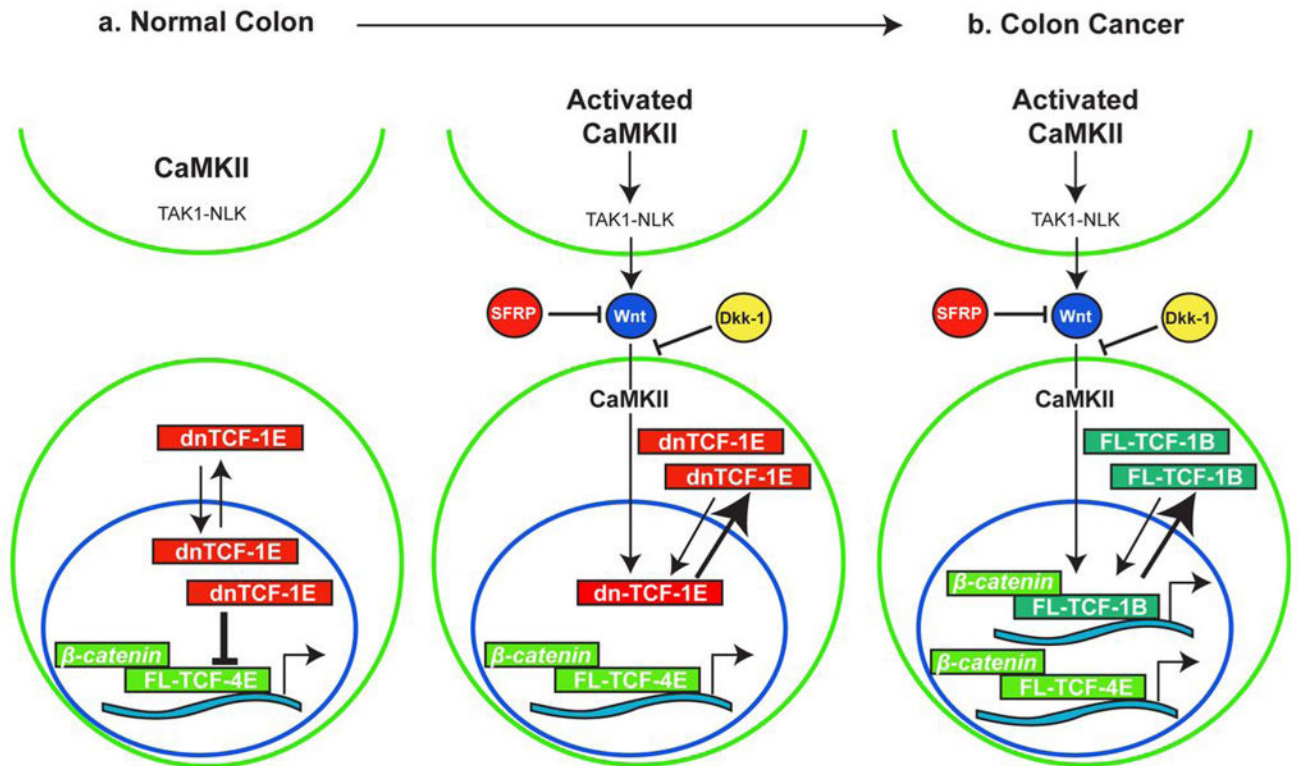 a. Normal Colon
b. Colon Cancer
CaMKII
TAK1-NLK
dnTCF-1E
dnTCF-1E
dnTCF-1E
β-catenin
FL-TCF-4E
Activated
CaMKII
TAK1-NLK
SFRP
Wnt
Dkk-1
CaMKII
dnTCF-1E
dnTCF-1E
dn-TCF-1E
β-catenin
FL-TCF-4E
Activated
CaMKII
TAK1-NLK
SFRP
Wnt
Dkk-1
CaMKII
FL-TCF-1B
FL-TCF-1B
β-catenin
FL-TCF-1B
β-catenin
FL-TCF-4E